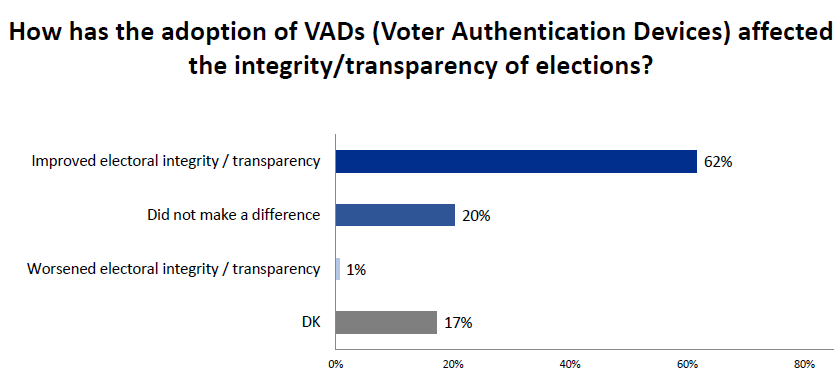 How has the adoption of VADs (Voter Authentication Devices) affected
the integrity/transparency of elections?
Improved electoral integrity / transparency
62%
Did not make a difference
20%
Worsened electoral integrity / transparency
1%
DK
17%
0%
20%
40%
60%
80%